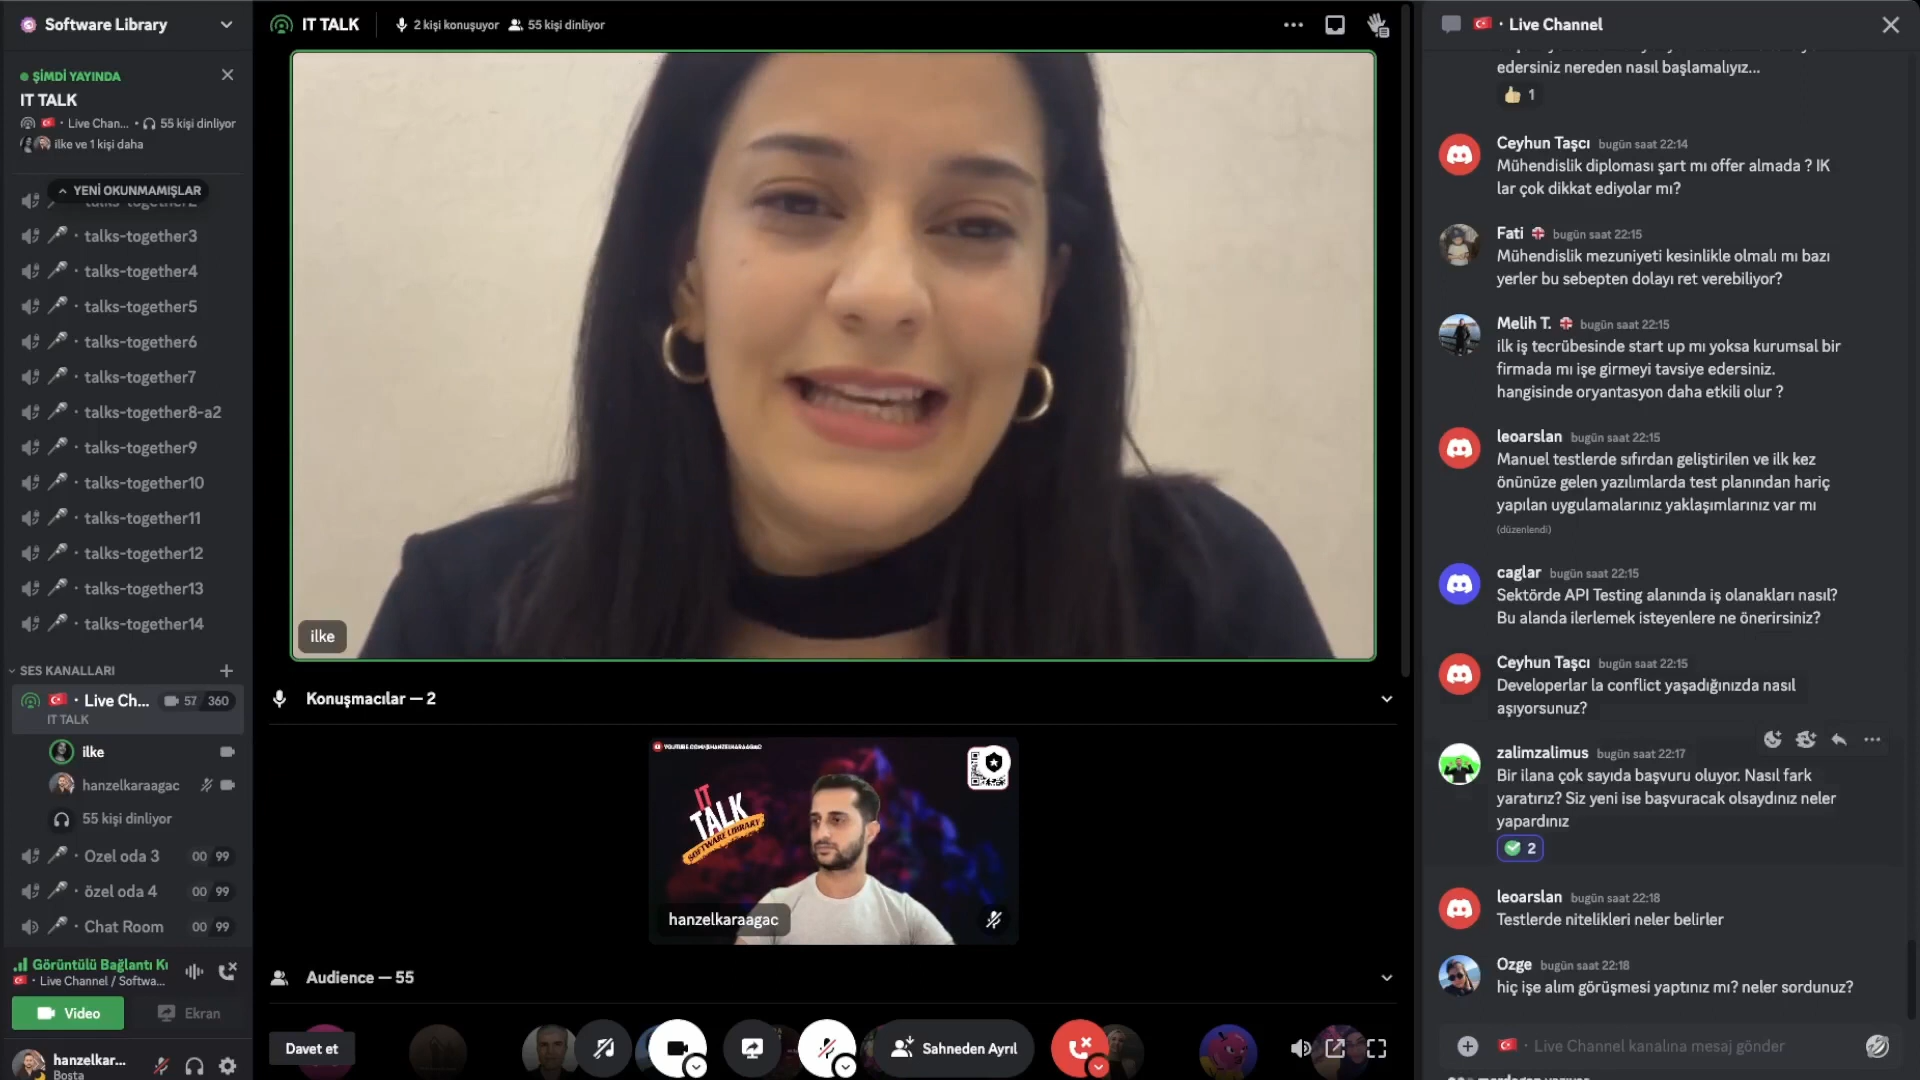 Software Library
ŞİMDİ YAYINDA
IT TALK
· Live Chan... • 55 kişi dinliyor
ilke ve 1 kişi daha
YENİ OKUNMAMIŞLAR
talks-together2
talks-together3
talks-together4
talks-together5
talks-together6
talks-together7
talks-together8-a2
talks-together9
talks-together10
talks-together11
talks-together12
talks-together13
talks-together14
SES KANALLARI
· Live Ch... 57 360
IT TALK
ilke
hanzelkaraagac
55 kişi dinliyor
· Ozel oda 3 00 99
· özel oda 4 00 99
· Chat Room 00 99
Görüntülü Bağlantı Kı
· Live Channel / Softwa...
Video
Ekran
hanzelkar...
Bosta
IT TALK
2 kişi konuşuyor 55 kişi dinliyor
ilke
Konuşmacılar — 2
YOUTUBE.COM/@HANZELKARAAGAC
IT
TALK
SOFTWARE LIBRARY
hanzelkaraagac
Audience — 55
Davet et
Sahneden Ayrıl
· Live Channel
edersiniz nereden nasıl başlamalıyız...
1
Ceyhun Taşcı bugün saat 22:14
Mühendislik diploması şart mı offer almada ? IK
lar çok dikkat ediyolar mı?
Fati bugün saat 22:15
Mühendislik mezuniyeti kesinlikle olmalı mı bazı
yerler bu sebepten dolayı ret verebiliyor?
Melih T. bugün saat 22:15
ilk iş tecrübesinde start up mı yoksa kurumsal bir
firmada mı işe girmeyi tavsiye edersiniz.
hangisinde oryantasyon daha etkili olur ?
leoarslan bugün saat 22:15
Manuel testlerde sıfırdan geliştirilen ve ilk kez
önünüze gelen yazılımlarda test planından hariç
yapılan uygulamalarınız yaklaşımlarınız var mı
(düzenlendi)
caglar bugün saat 22:15
Sektörde API Testing alanında iş olanakları nasıl?
Bu alanda ilerlemek isteyenlere ne önerirsiniz?
Ceyhun Taşcı bugün saat 22:15
Developerlar la conflict yaşadığınızda nasıl
aşıyorsunuz?
zalimzalimus bugün saat 22:17
Bir ilana çok sayıda başvuru oluyor. Nasıl fark
yaratırız? Siz yeni ise başvuracak olsaydınız neler
yapardınız
2
leoarslan bugün saat 22:18
Testlerde nitelikleri neler belirler
Ozge bugün saat 22:18
hiç işe alım görüşmesi yaptınız mı? neler sordunuz?
· Live Channel kanalına mesaj gönder